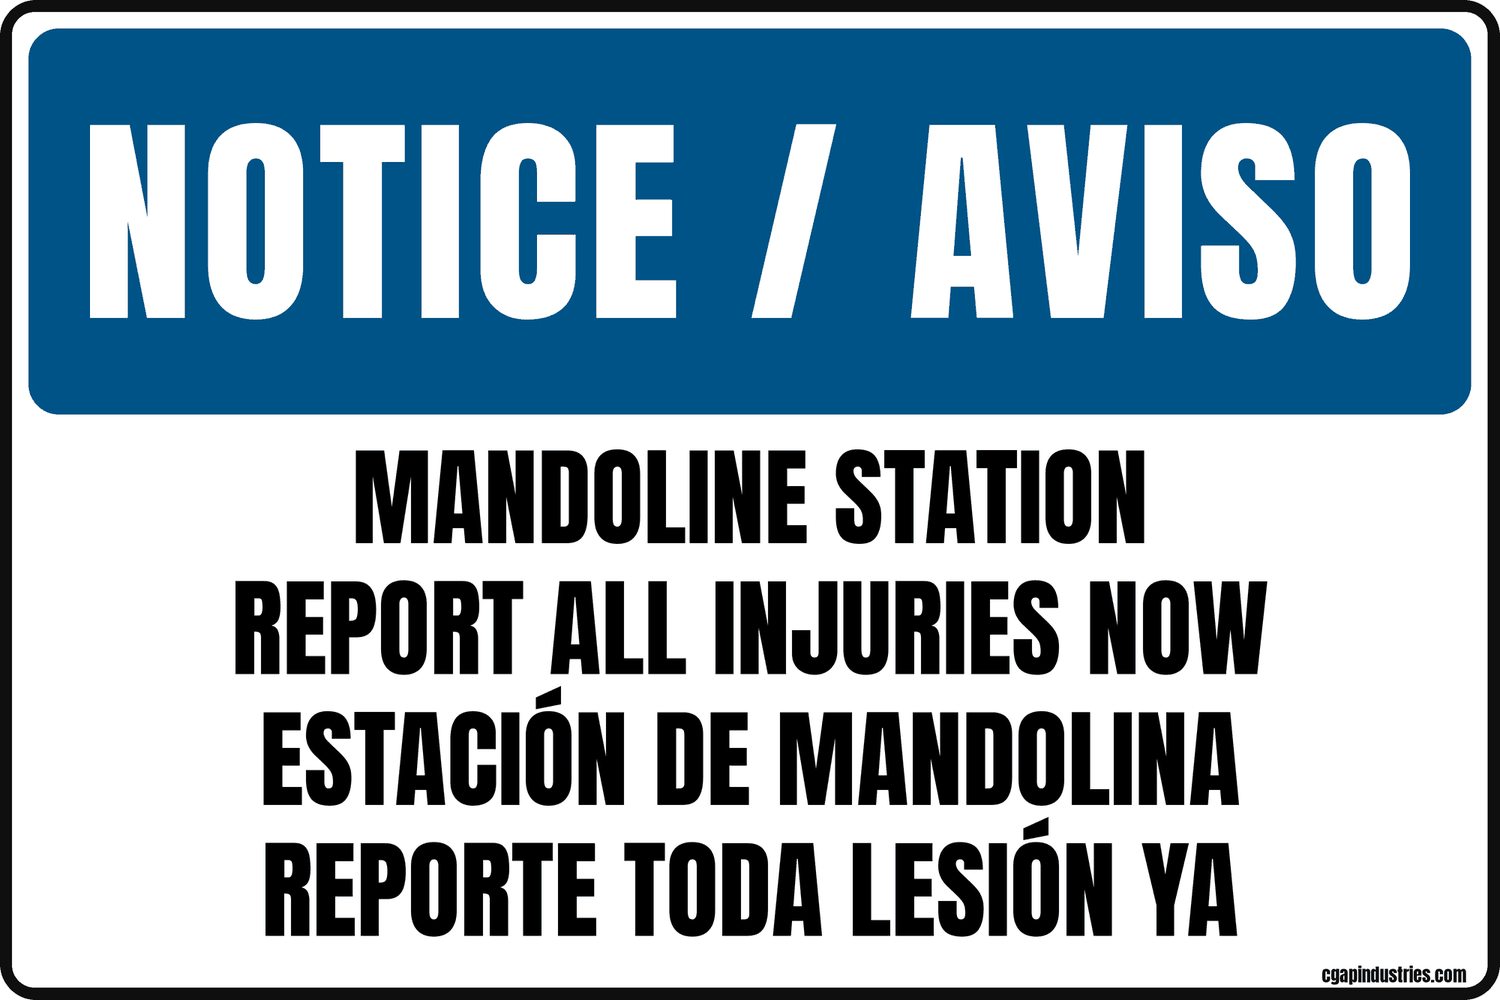 NOTICE / AVISO
MANDOLINE STATION
REPORT ALL INJURIES NOW
ESTACIÓN DE MANDOLINA
REPORTE TODA LESIÓN YA
cgapindustries.com